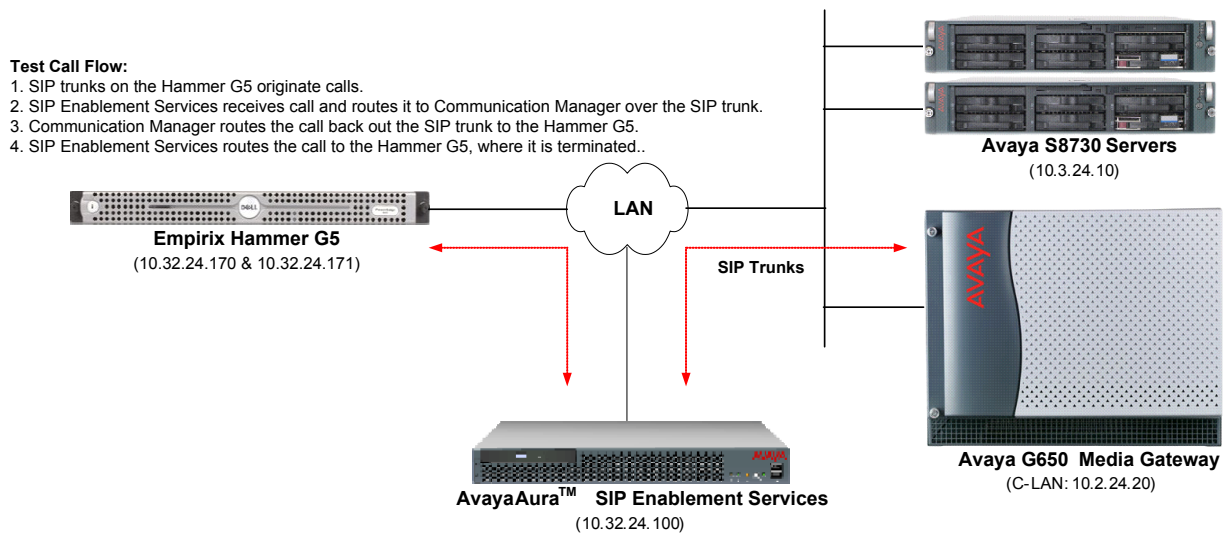 Test Call Flow:
1. SIP trunks on the Hammer G5 originate calls.
2. SIP Enablement Services receives call and routes it to Communication Manager over the SIP trunk.
3. Communication Manager routes the call back out the SIP trunk to the Hammer G5.
4. SIP Enablement Services routes the call to the Hammer G5, where it is terminated..
AVAYA
AVAYA
Avaya S8730 Servers
(10.3.24.10)
DELL
Empirix Hammer G5
(10.32.24.170 & 10.32.24.171)
LAN
SIP Trunks
AVAYA
Avaya G650 Media Gateway
(C-LAN: 10.2.24.20)
AVAYA
AvayaAura™ SIP Enablement Services
(10.32.24.100)